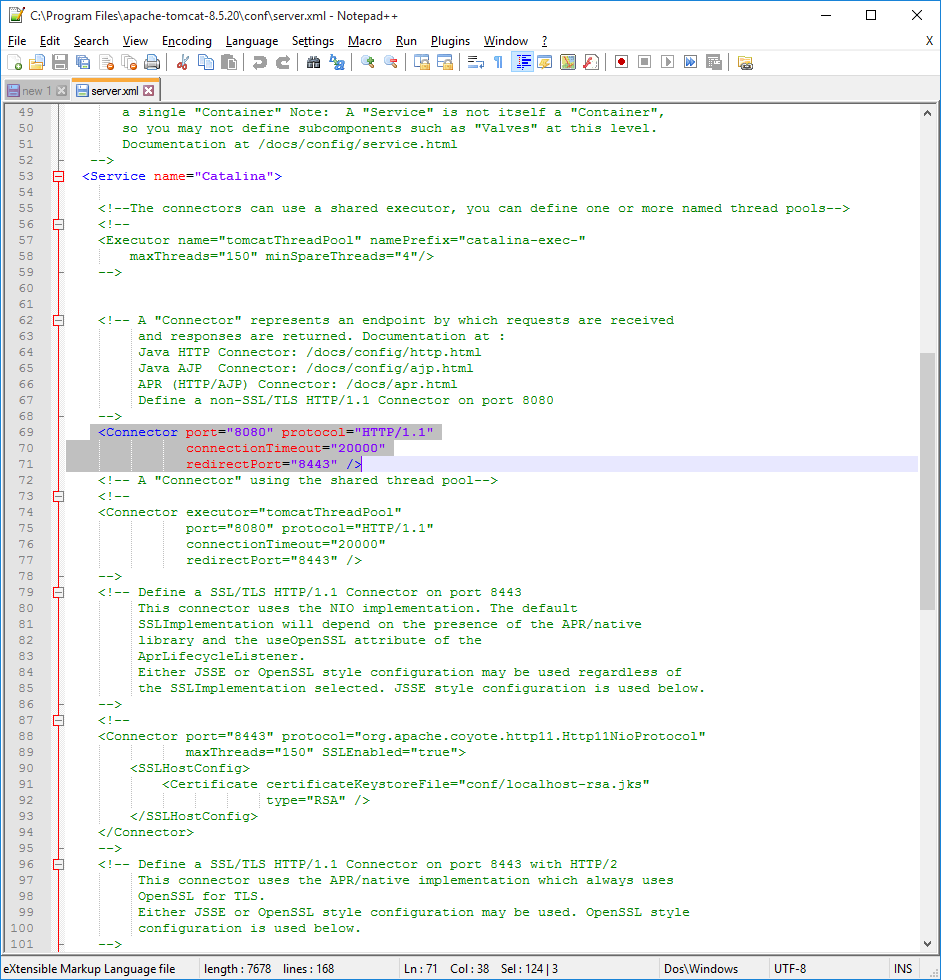 C:\Program Files\apache-tomcat-8.5.20\conf\server.xml - Notepad++
File Edit Search View Encoding Language Settings Macro Run Plugins Window ? X
new 1 server.xml
49 a single "Container" Note:  A "Service" is not itself a "Container",
50 so you may not define subcomponents such as "Valves" at this level.
51 Documentation at /docs/config/service.html
52 -->
53 <Service name="Catalina">
54
55 <!--The connectors can use a shared executor, you can define one or more named thread pools-->
56 <!--
57 <Executor name="tomcatThreadPool" namePrefix="catalina-exec-"
58 maxThreads="150" minSpareThreads="4"/>
59 -->
60
61
62 <!-- A "Connector" represents an endpoint by which requests are received
63 and responses are returned. Documentation at :
64 Java HTTP Connector: /docs/config/http.html
65 Java AJP  Connector: /docs/config/ajp.html
66 APR (HTTP/AJP) Connector: /docs/apr.html
67 Define a non-SSL/TLS HTTP/1.1 Connector on port 8080
68 -->
69 <Connector port="8080" protocol="HTTP/1.1"
70 connectionTimeout="20000"
71 redirectPort="8443" />
72 <!-- A "Connector" using the shared thread pool-->
73 <!--
74 <Connector executor="tomcatThreadPool"
75 port="8080" protocol="HTTP/1.1"
76 connectionTimeout="20000"
77 redirectPort="8443" />
78 -->
79 <!-- Define a SSL/TLS HTTP/1.1 Connector on port 8443
80 This connector uses the NIO implementation. The default
81 SSLImplementation will depend on the presence of the APR/native
82 library and the useOpenSSL attribute of the
83 AprLifecycleListener.
84 Either JSSE or OpenSSL style configuration may be used regardless of
85 the SSLImplementation selected. JSSE style configuration is used below.
86 -->
87 <!--
88 <Connector port="8443" protocol="org.apache.coyote.http11.Http11NioProtocol"
89 maxThreads="150" SSLEnabled="true">
90 <SSLHostConfig>
91 <Certificate certificateKeystoreFile="conf/localhost-rsa.jks"
92 type="RSA" />
93 </SSLHostConfig>
94 </Connector>
95 -->
96 <!-- Define a SSL/TLS HTTP/1.1 Connector on port 8443 with HTTP/2
97 This connector uses the APR/native implementation which always uses
98 OpenSSL for TLS.
99 Either JSSE or OpenSSL style configuration may be used. OpenSSL style
100 configuration is used below.
101 -->
eXtensible Markup Language file length : 7678 lines : 168 Ln : 71 Col : 38 Sel : 124 | 3 Dos\Windows UTF-8 INS